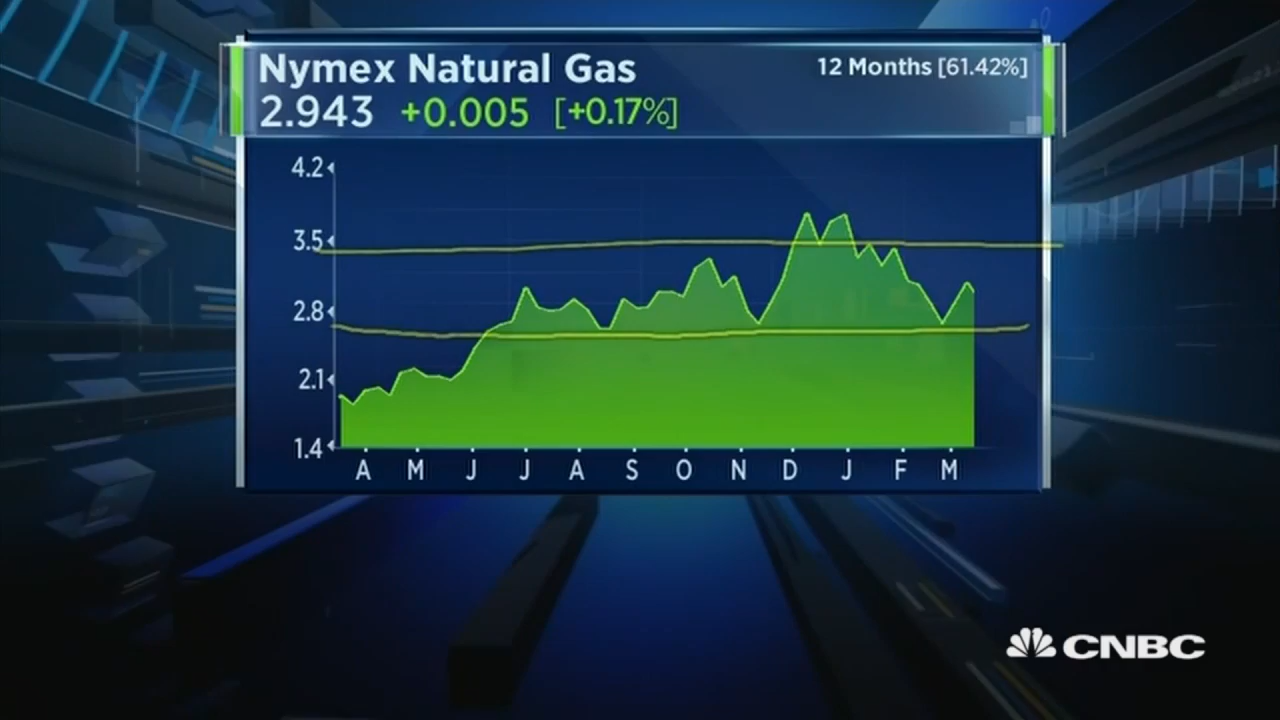 Nymex Natural Gas
12 Months [61.42%]
2.943 +0.005 [+0.17%]
4.2
3.5
2.8
2.1
1.4
A M J J A S O N D J F M
CNBC